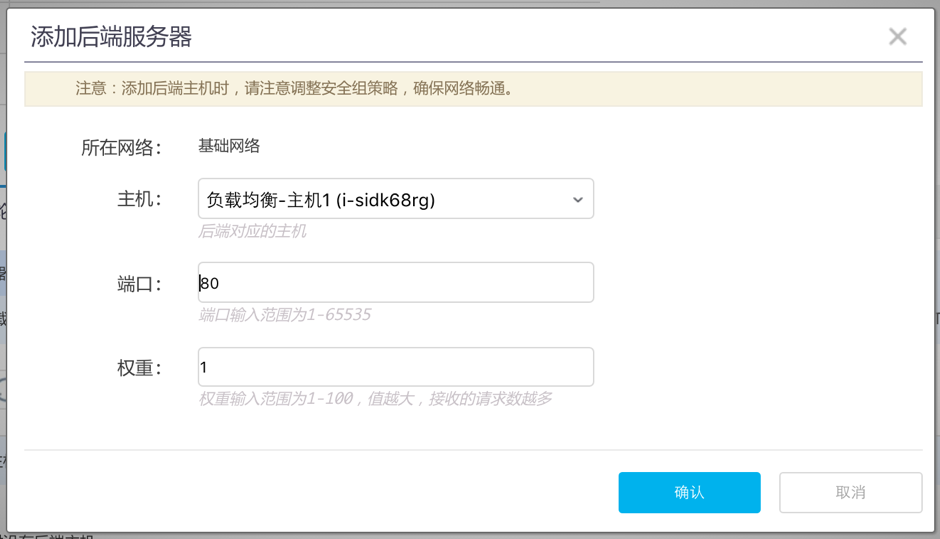 添加后端服务器
注意：添加后端主机时，请注意调整安全组策略，确保网络畅通。
所在网络： 基础网络
主机： 负载均衡-主机1 (i-sidk68rg)
后端对应的主机
端口： 80
端口输入范围为1-65535
权重： 1
权重输入范围为1-100，值越大，接收的请求数越多
确认 取消